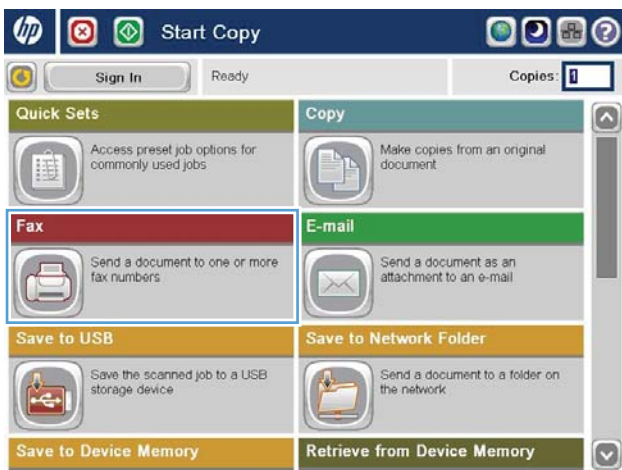 hp
Start Copy
?
Sign In
Ready
Copies: 1
Quick Sets
Access preset job options for
commonly used jobs
Copy
Make copies from an original
document
Fax
Send a document to one or more
fax numbers
E-mail
Send a document as an
attachment to an e-mail
Save to USB
Save the scanned job to a USB
storage device
Save to Network Folder
Send a document to a folder on
the network
Save to Device Memory
Retrieve from Device Memory